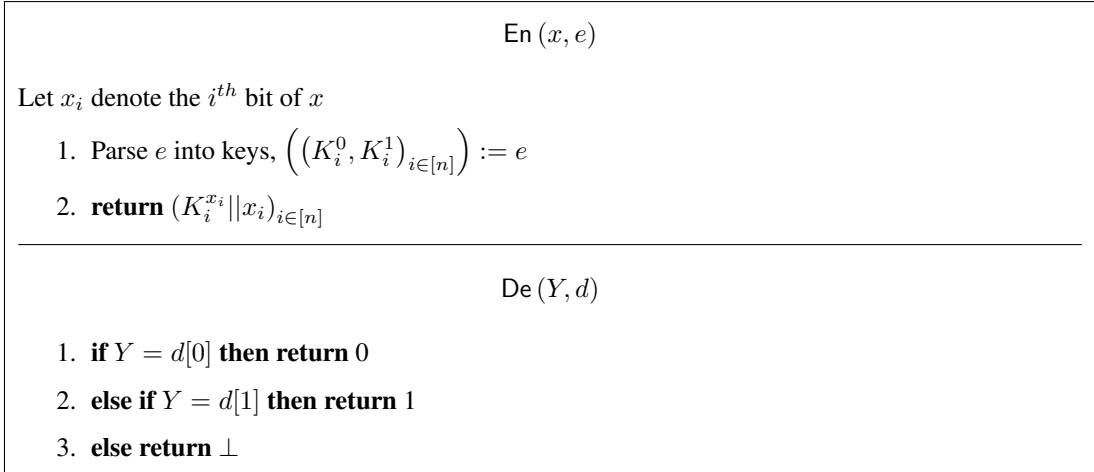 En (x, e)
Let x_i denote the i^{th} bit of x
1. Parse e into keys, ((K_i^0, K_i^1)_{i∈[n]}) := e
2. return (K_i^{x_i}||x_i)_{i∈[n]}
De (Y, d)
1. if Y = d[0] then return 0
2. else if Y = d[1] then return 1
3. else return ⊥